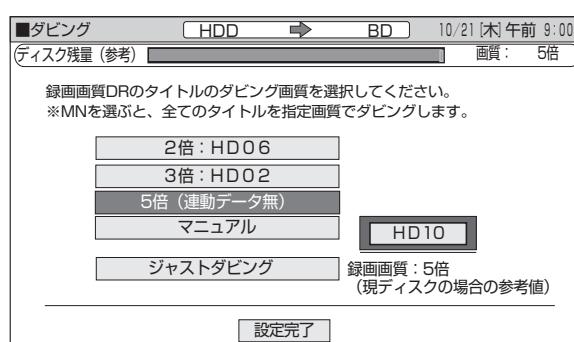 ■ダビング HDD ➡ BD 10/21[木]午前 9:00
ディスク残量（参考） 画質： 5倍
録画画質DRのタイトルのダビング画質を選択してください。
※MNを選ぶと、全てのタイトルを指定画質でダビングします。
2倍：HD06
3倍：HD02
5倍（連動データ無）
マニュアル
HD10
ジャストダビング
録画画質：5倍
（現ディスクの場合の参考値）
設定完了